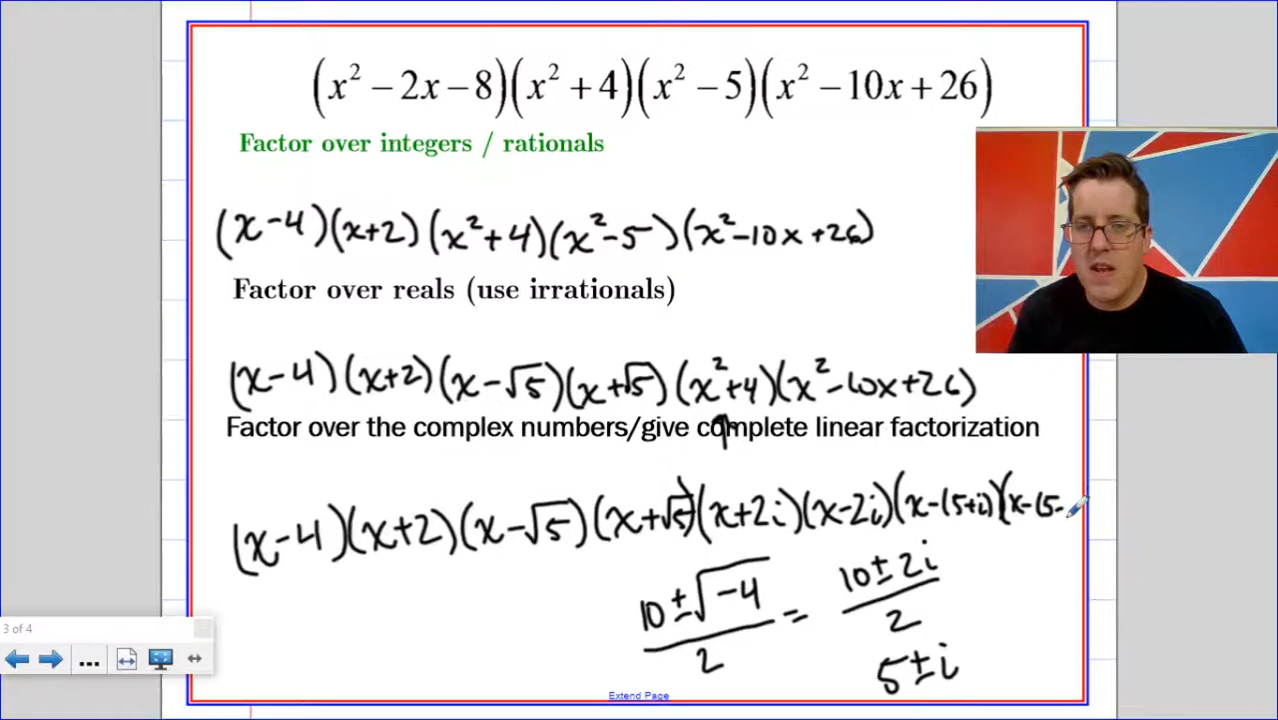 (x² − 2x − 8)(x² + 4)(x² − 5)(x² − 10x + 26)
Factor over integers / rationals
(x−4)(x+2)(x²+4)(x²−5)(x²−10x+26)
Factor over reals (use irrationals)
(x−4)(x+2)(x−√5)(x+√5)(x²+4)(x²−10x+26)
Factor over the complex numbers/give complete linear factorization
(x−4)(x+2)(x−√5)(x+√5)(x+2i)(x−2i)(x−(5+i))(x−(5−
(10±√−4)/2 = (10±2i)/2
5±i
3 of 4
...
Extend Page